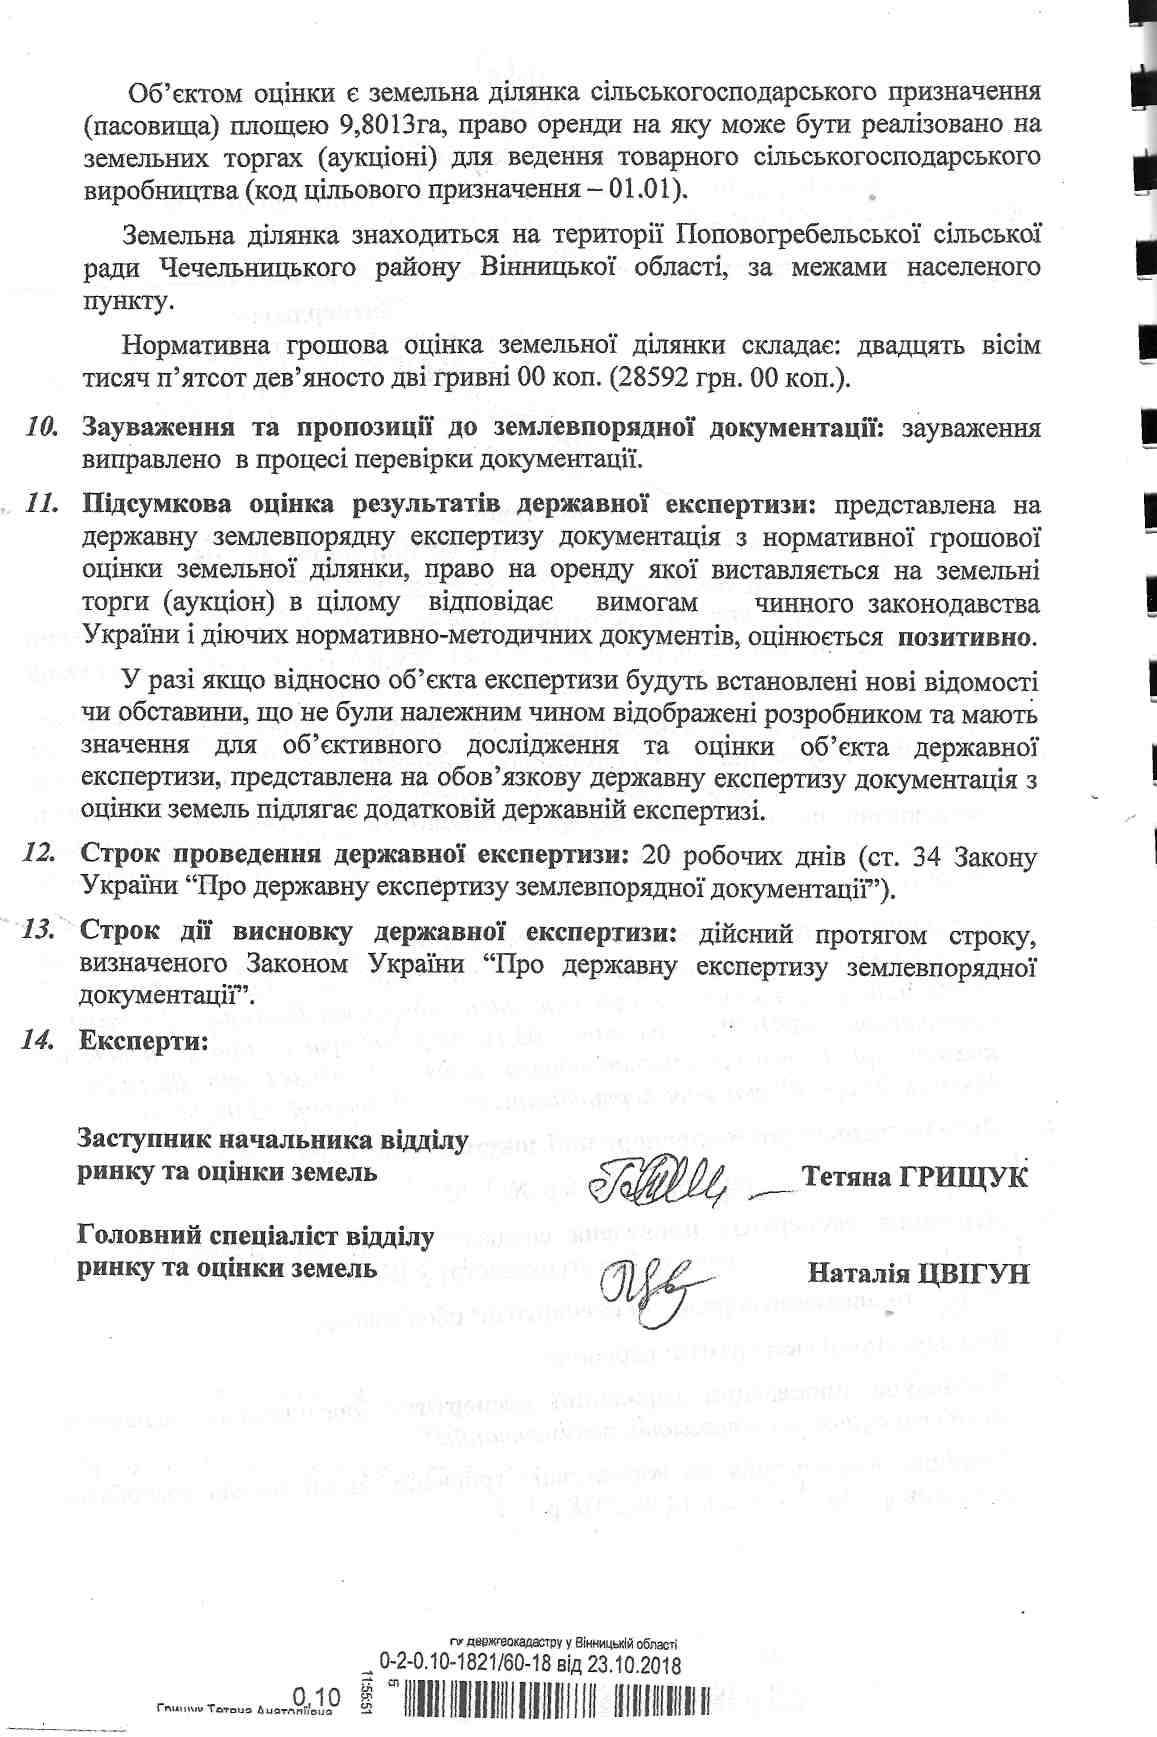 Об’єктом оцінки є земельна ділянка сільськогосподарського призначення
(пасовища) площею 9,8013га, право оренди на яку може бути реалізовано на
земельних торгах (аукціоні) для ведення товарного сільськогосподарського
виробництва (код цільового призначення – 01.01).
Земельна ділянка знаходиться на території Поповогребельської сільської
ради Чечельницького району Вінницької області, за межами населеного
пункту.
Нормативна грошова оцінка земельної ділянки складає: двадцять вісім
тисяч п’ятсот дев’яносто дві гривні 00 коп. (28592 грн. 00 коп.).
10. Зауваження та пропозиції до землевпорядної документації: зауваження
виправлено в процесі перевірки документації.
11. Підсумкова оцінка результатів державної експертизи: представлена на
державну землевпорядну експертизу документація з нормативної грошової
оцінки земельної ділянки, право на оренду якої виставляється на земельні
торги (аукціон) в цілому відповідає вимогам чинного законодавства
України і діючих нормативно-методичних документів, оцінюється позитивно.
У разі якщо відносно об’єкта експертизи будуть встановлені нові відомості
чи обставини, що не були належним чином відображені розробником та мають
значення для об’єктивного дослідження та оцінки об’єкта державної
експертизи, представлена на обов’язкову державну експертизу документація з
оцінки земель підлягає додатковій державній експертизі.
12. Строк проведення державної експертизи: 20 робочих днів (ст. 34 Закону
України “Про державну експертизу землевпорядної документації”).
13. Строк дії висновку державної експертизи: дійсний протягом строку,
визначеного Законом України “Про державну експертизу землевпорядної
документації”.
14. Експерти:
Заступник начальника відділу
ринку та оцінки земель Тетяна ГРИЩУК
Головний спеціаліст відділу
ринку та оцінки земель Наталія ЦВІГУН
держгеокадастру у Вінницькій області
0-2-0.10-1821/60-18 від 23.10.2018
0,10